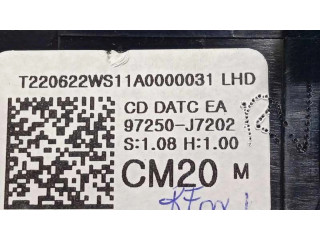 T220622WS11A0000031 LHD
CD DATC EA
97250-J7202
S:1.08 H:1.00
CM20 M